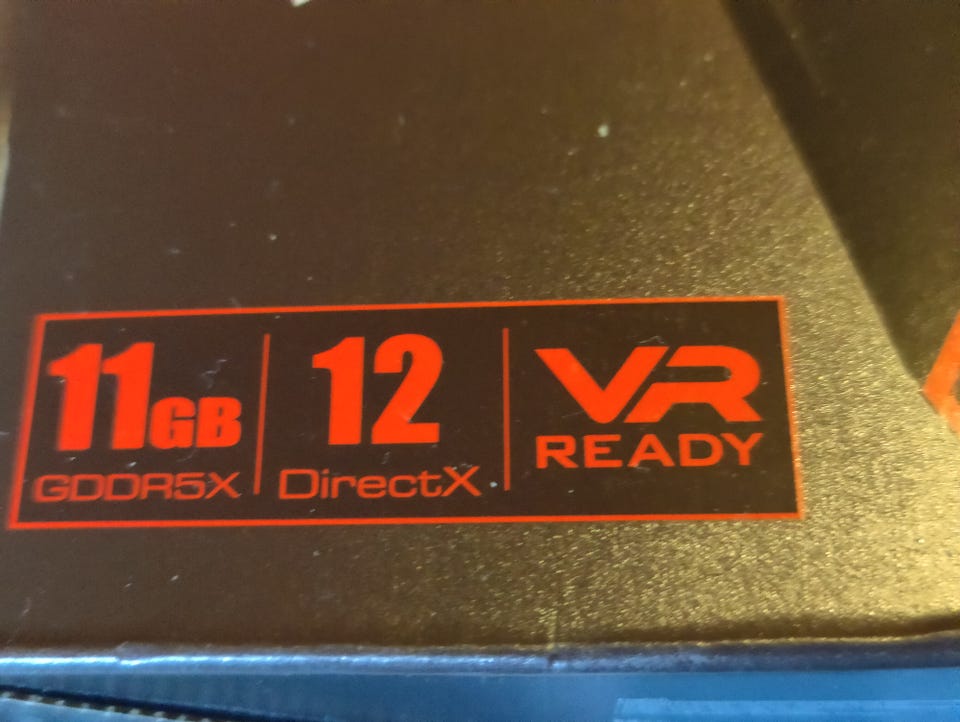 11GB
GDDR5X
12
DirectX
VR
READY